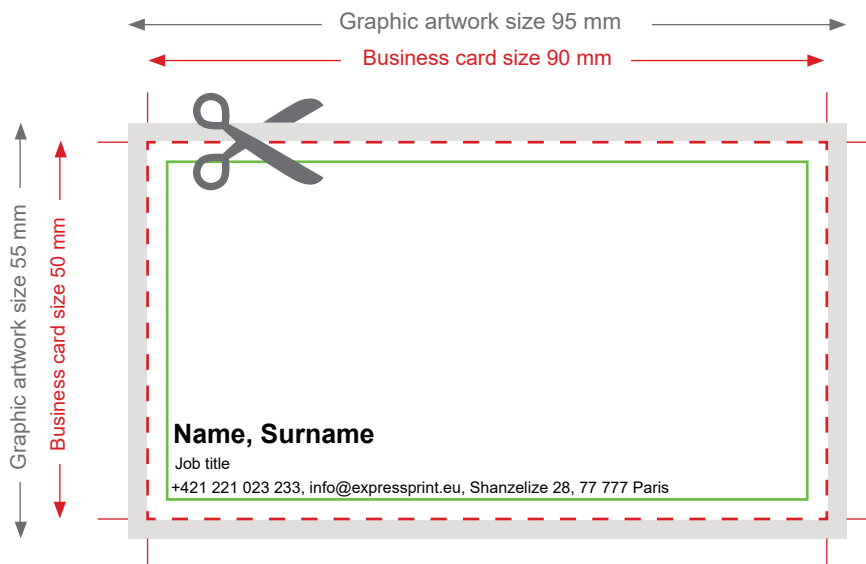 Graphic artwork size 95 mm
Business card size 90 mm
Graphic artwork size 55 mm
Business card size 50 mm
Name, Surname
Job title
+421 221 023 233, info@expressprint.eu, Shanzelize 28, 77 777 Paris